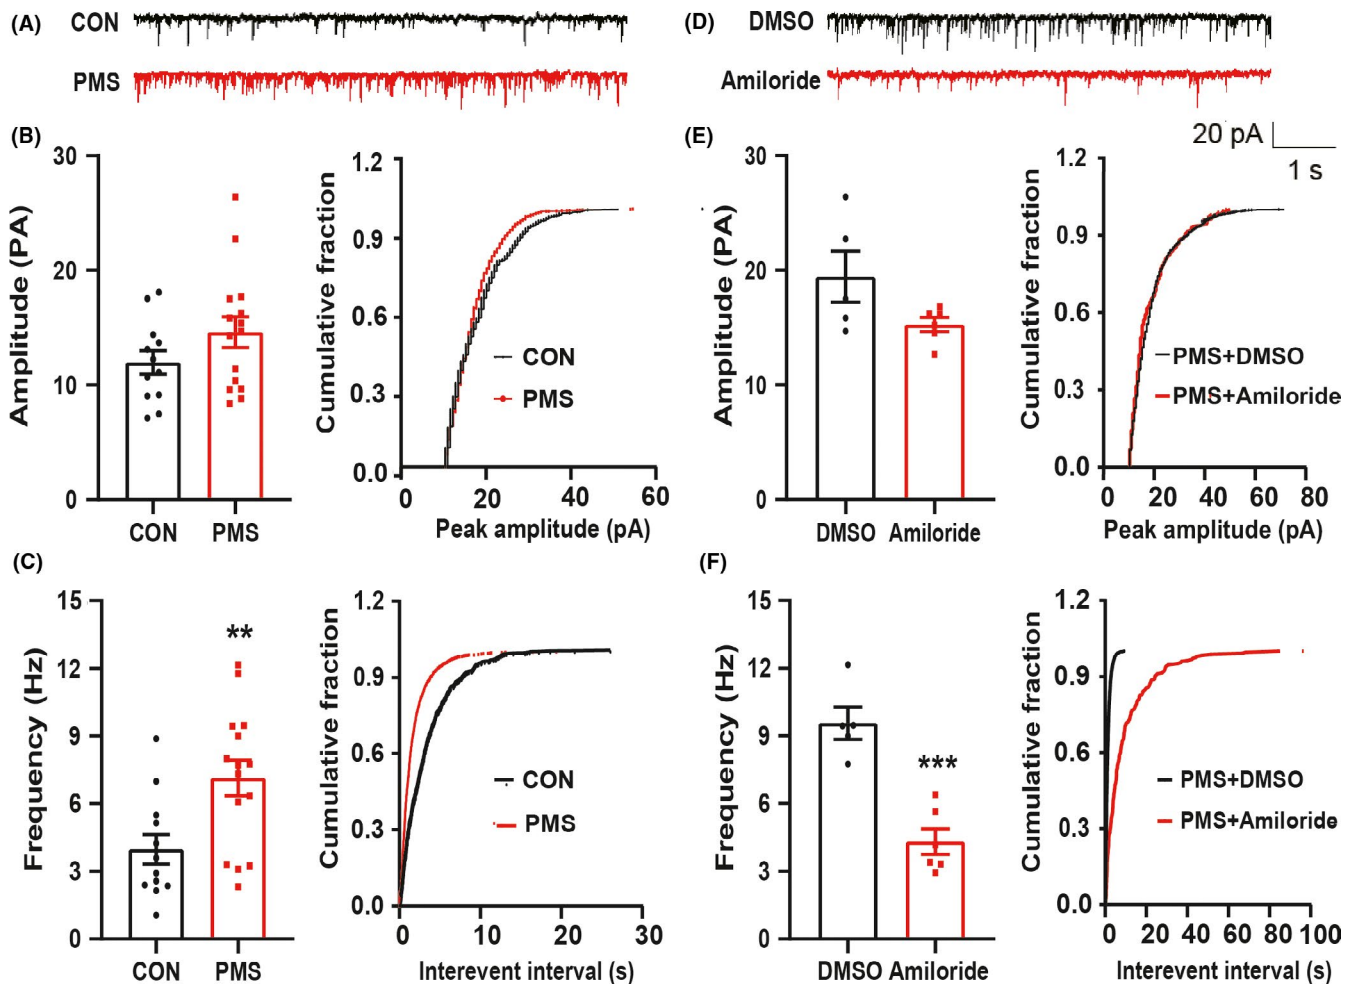 (A) CON
PMS
(D) DMSO
Amiloride
20 pA
1 s
(B)
Amplitude (PA)
30
20
10
0
CON PMS
Cumulative fraction
1.2
0.9
0.6
0.3
0.0
CON
PMS
0 20 40 60
Peak amplitude (pA)
(E)
Amplitude (PA)
30
20
10
0
DMSO Amiloride
Cumulative fraction
1.2
0.9
0.6
0.3
0.0
PMS+DMSO
PMS+Amiloride
0 20 40 60 80
Peak amplitude (pA)
(C)
Frequency (Hz)
15
12
9
6
3
0
**
CON PMS
Cumulative fraction
1.2
0.9
0.6
0.3
0.0
CON
PMS
0 10 20 30
Interevent interval (s)
(F)
Frequency (Hz)
15
12
9
6
3
0
***
DMSO Amiloride
Cumulative fraction
1.2
0.9
0.6
0.3
0.0
PMS+DMSO
PMS+Amiloride
0 20 40 60 80 100
Interevent interval (s)